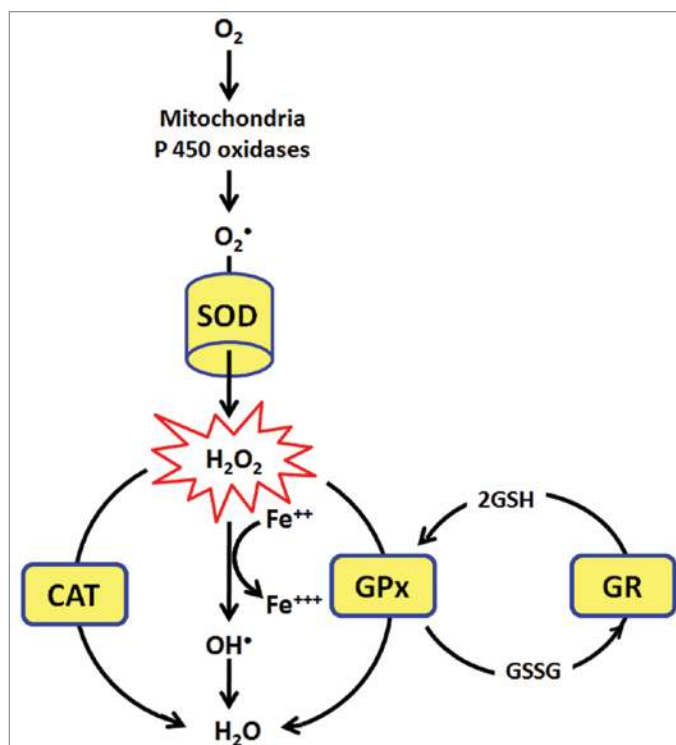 O₂
Mitochondria
P 450 oxidases
O₂•
SOD
H₂O₂
Fe⁺⁺
2GSH
CAT
Fe⁺⁺⁺
GPx
GR
OH•
GSSG
H₂O